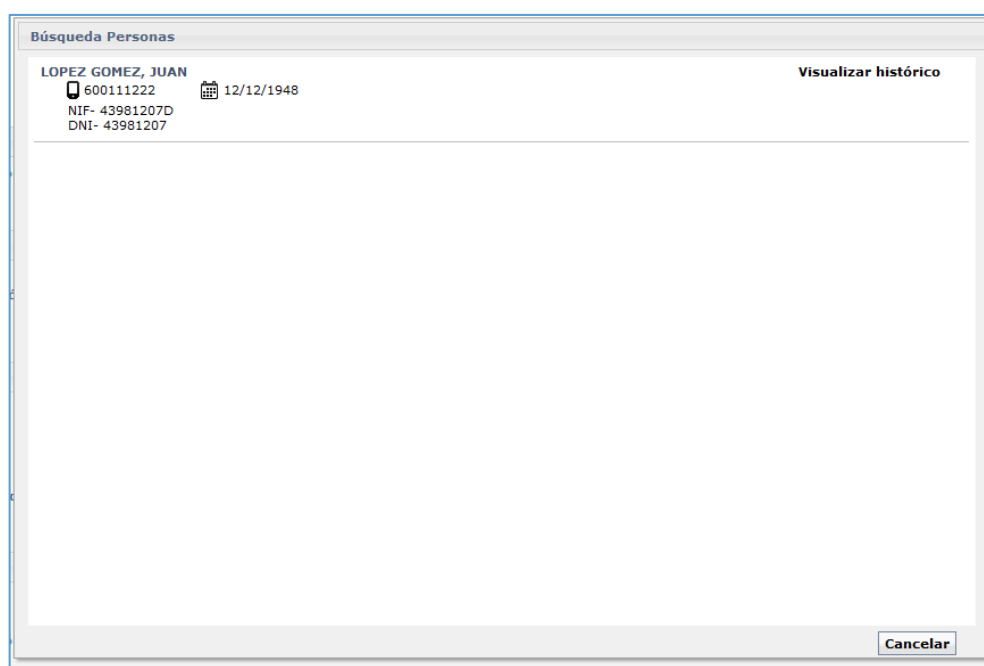 Búsqueda Personas
LOPEZ GOMEZ, JUAN
Visualizar histórico
600111222 12/12/1948
NIF- 43981207D
DNI- 43981207
Cancelar